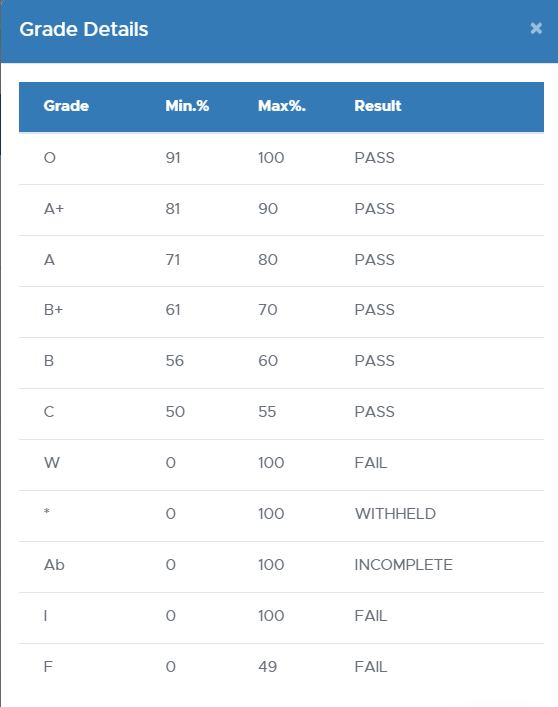 Grade Details ×
Grade Min.% Max%. Result
O 91 100 PASS
A+ 81 90 PASS
A 71 80 PASS
B+ 61 70 PASS
B 56 60 PASS
C 50 55 PASS
W 0 100 FAIL
* 0 100 WITHHELD
Ab 0 100 INCOMPLETE
I 0 100 FAIL
F 0 49 FAIL